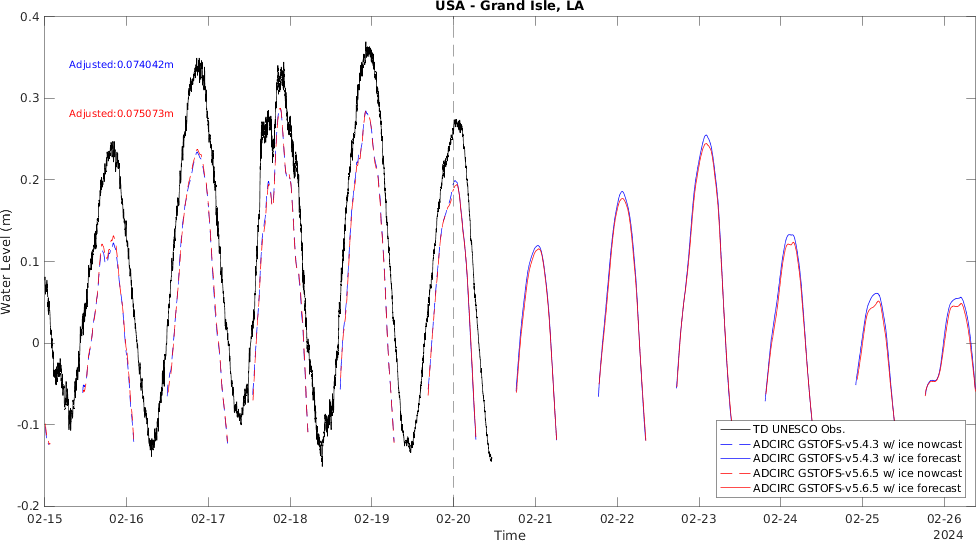 USA - Grand Isle, LA
0.4
0.3
0.2
0.1
0
-0.1
-0.2
Water Level (m)
Adjusted:0.074042m
Adjusted:0.075073m
TD UNESCO Obs.
ADCIRC GSTOFS-v5.4.3 w/ ice nowcast
ADCIRC GSTOFS-v5.4.3 w/ ice forecast
ADCIRC GSTOFS-v5.6.5 w/ ice nowcast
ADCIRC GSTOFS-v5.6.5 w/ ice forecast
02-15 02-16 02-17 02-18 02-19 02-20 02-21 02-22 02-23 02-24 02-25 02-26
Time
2024